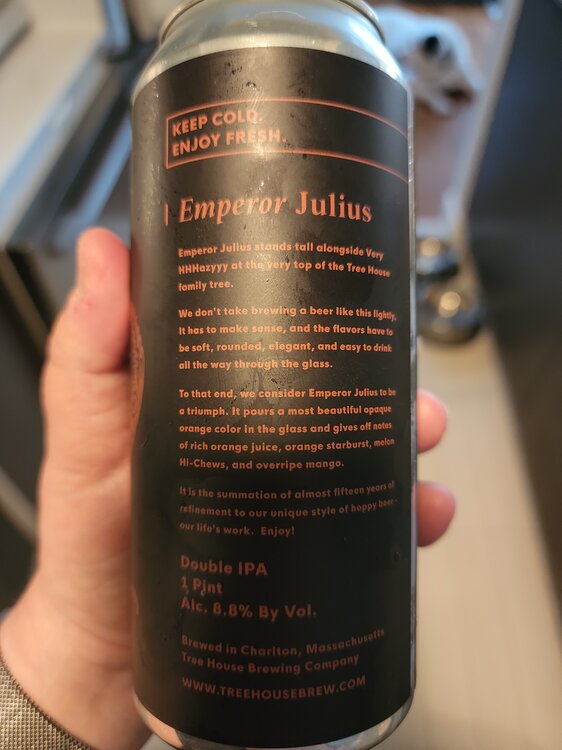 KEEP COLD.
ENJOY FRESH.
Emperor Julius
Emperor Julius stands tall alongside Very
HHHazyyy at the very top of the Tree House
family tree.
We don't take brewing a beer like this lightly.
It has to make sense, and the flavors have to
be soft, rounded, elegant, and easy to drink
all the way through the glass.
To that end, we consider Emperor Julius to be
a triumph. It pours a most beautiful opaque
orange color in the glass and gives off notes
of rich orange juice, orange starburst, melon
Hi-Chews, and overripe mango.
It is the summation of almost fifteen years of
refinement to our unique style of hoppy beer-
our life's work. Enjoy!
Double IPA
1 Pint
Alc. 8.8% By Vol.
Brewed in Charlton, Massachusetts
Tree House Brewing Company
WWW.TREEHOUSEBREW.COM